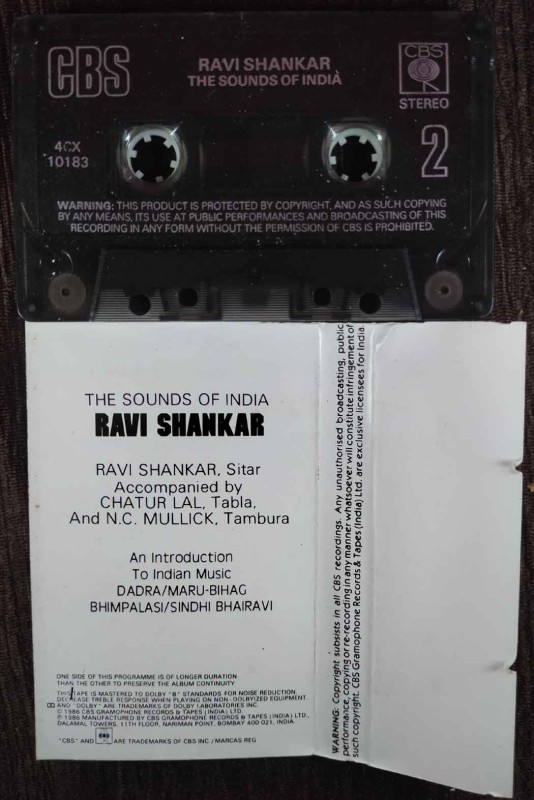 CBS
RAVI SHANKAR
THE SOUNDS OF INDIA
CBS
STEREO
4CX
10183
2
WARNING: THIS PRODUCT IS PROTECTED BY COPYRIGHT, AND AS SUCH COPYING
BY ANY MEANS, ITS USE AT PUBLIC PERFORMANCES AND BROADCASTING OF THIS
RECORDING IN ANY FORM WITHOUT THE PERMISSION OF CBS IS PROHIBITED.
THE SOUNDS OF INDIA
RAVI SHANKAR
RAVI SHANKAR, Sitar
Accompanied by
CHATUR LAL, Tabla,
And N.C. MULLICK, Tambura
An Introduction
To Indian Music
DADRA/MARU-BIHAG
BHIMPALASI/SINDHI BHAIRAVI
ONE SIDE OF THIS PROGRAMME IS OF LONGER DURATION
THAN THE OTHER TO PRESERVE THE ALBUM CONTINUITY
THIS TAPE IS MASTERED TO DOLBY "B" STANDARDS FOR NOISE REDUCTION.
DECREASE TREBLE RESPONSE WHEN PLAYING ON NON-DOLBYIZED EQUIPMENT.
AND "DOLBY" ARE TRADEMARKS OF DOLBY LABORATORIES INC.
© 1986 CBS GRAMOPHONE RECORDS & TAPES (INDIA) LTD.
℗ 1986 MANUFACTURED BY CBS GRAMOPHONE RECORDS & TAPES (INDIA) LTD.,
DALAMAL TOWERS, 11TH FLOOR, NARIMAN POINT, BOMBAY 400 021, INDIA.
"CBS" AND CBS ARE TRADEMARKS OF CBS INC./MARCAS REG
WARNING: Copyright subsists in all CBS recordings. Any unauthorised broadcasting, public
performance, copying or re-recording in any manner whatsoever will constitute infringement of
such copyright. CBS Gramophone Records & Tapes (India) Ltd. are exclusive licensees for India.